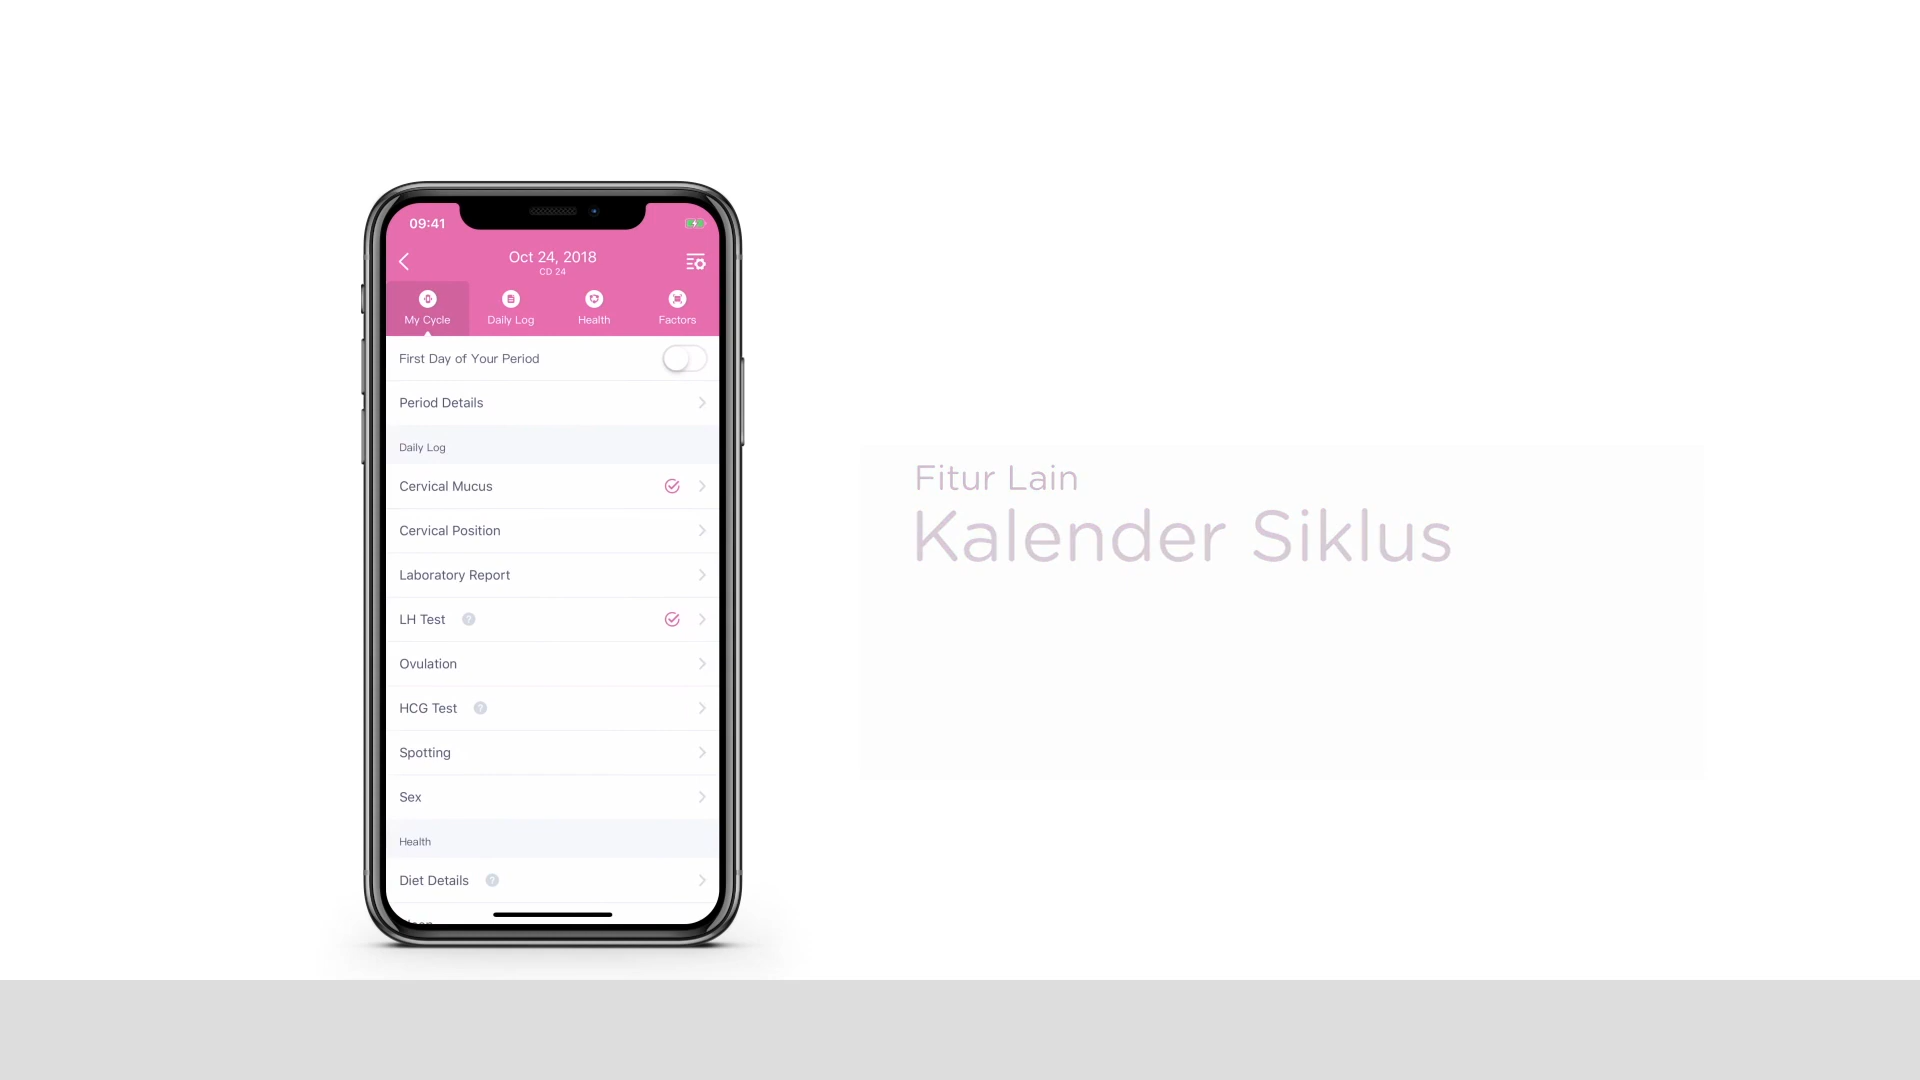 09:41
Oct 24, 2018
CD 24
My Cycle
Daily Log
Health
Factors
First Day of Your Period
Period Details
Daily Log
Cervical Mucus
Cervical Position
Laboratory Report
LH Test ?
Ovulation
HCG Test ?
Spotting
Sex
Health
Diet Details ?
Fitur Lain
Kalender Siklus